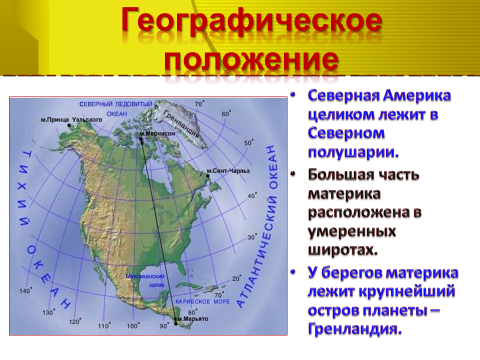 Географическое
положение
СЕВЕРНЫЙ ЛЕДОВИТЫЙ
ОКЕАН
70°
м.Принца Уэльского
Гренландия
60°
м.Мерчисон
50°
м.Сент-Чарльз
40°
30°
20°
ТИХИЙ ОКЕАН
АТЛАНТИЧЕСКИЙ ОКЕАН
Мексиканский
залив
КАРИБСКОЕ МОРЕ
м.Марьято
140°
130°
120°
110°
100°
90°
80°
70°
• Северная Америка
целиком лежит в
Северном
полушарии.
• Большая часть
материка
расположена в
умеренных
широтах.
• У берегов материка
лежит крупнейший
остров планеты –
Гренландия.